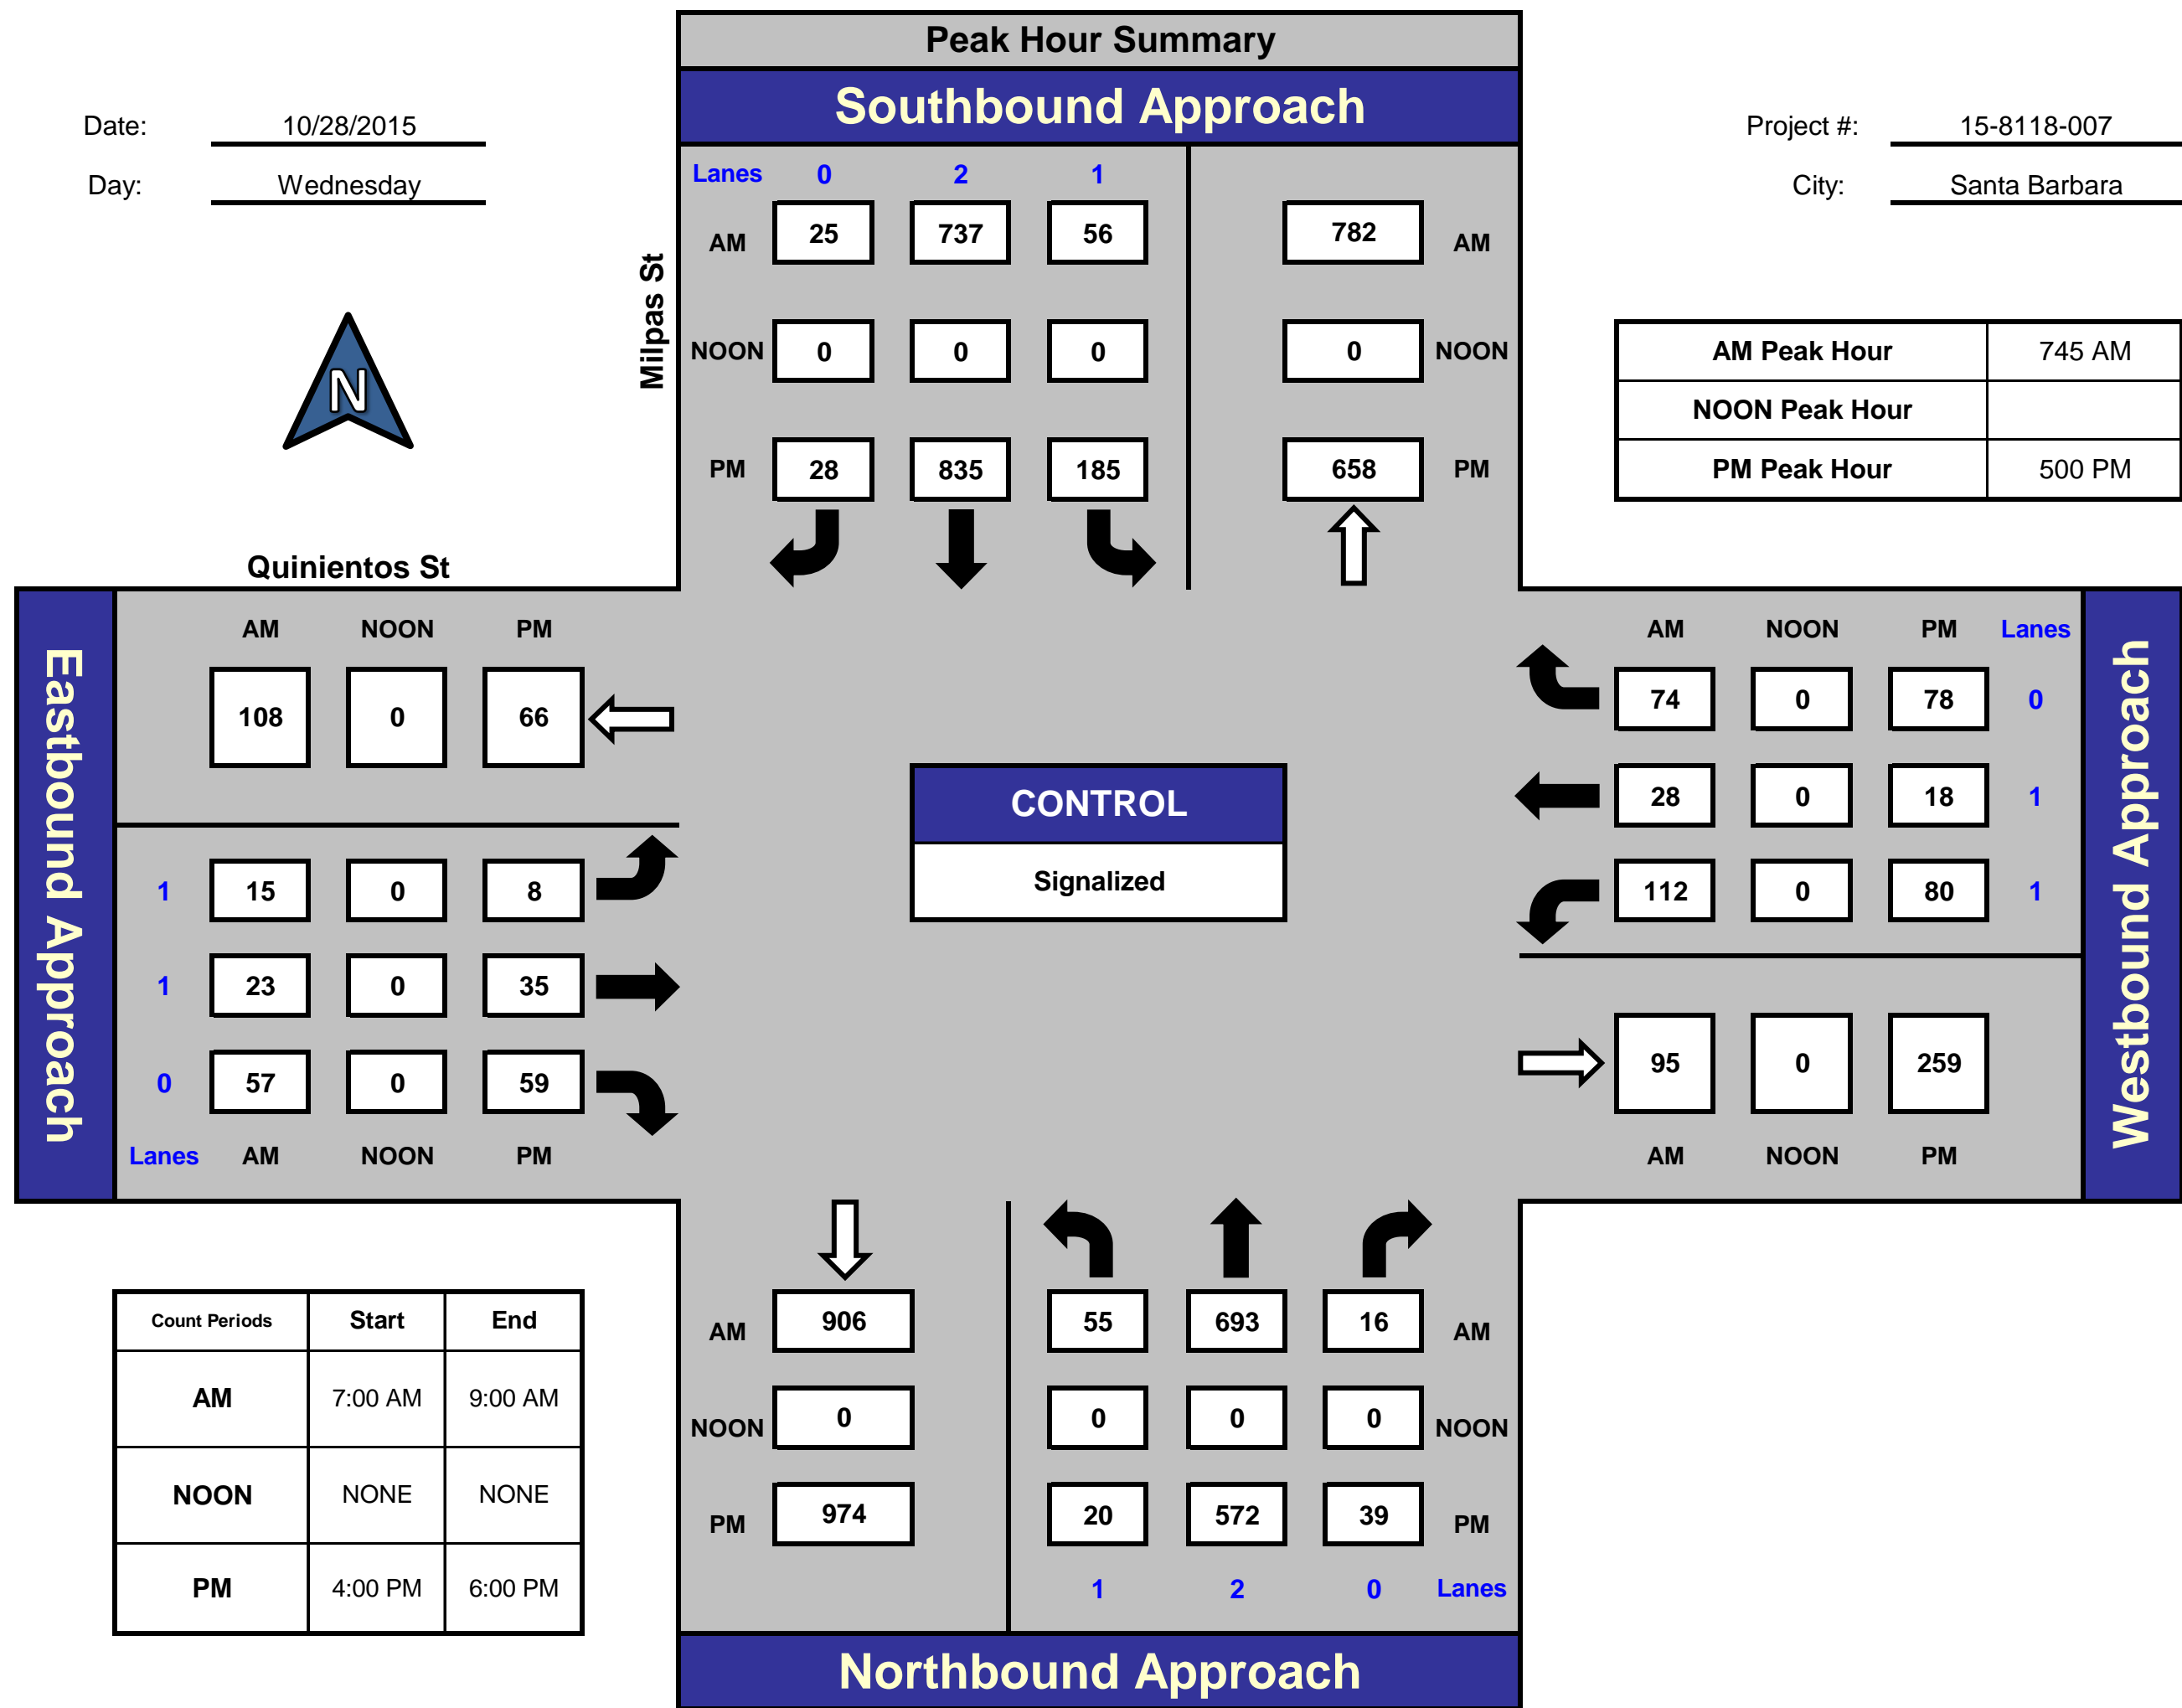 Peak Hour Summary
Southbound Approach
Date: 10/28/2015
Project #: 15-8118-007
Day: Wednesday
City: Santa Barbara
Milpas St
Lanes 0 2 1
AM 25 737 56 782 AM
NOON 0 0 0 0 NOON
PM 28 835 185 658 PM
N
AM Peak Hour 745 AM
NOON Peak Hour
PM Peak Hour 500 PM
Quinientos St
Eastbound Approach
AM NOON PM
108 0 66
1 15 0 8
1 23 0 35
0 57 0 59
Lanes AM NOON PM
CONTROL
Signalized
AM NOON PM Lanes
74 0 78 0
28 0 18 1
112 0 80 1
95 0 259
AM NOON PM
Westbound Approach
Count Periods Start End
AM 7:00 AM 9:00 AM
NOON NONE NONE
PM 4:00 PM 6:00 PM
AM 906 55 693 16 AM
NOON 0 0 0 0 NOON
PM 974 20 572 39 PM
1 2 0 Lanes
Northbound Approach